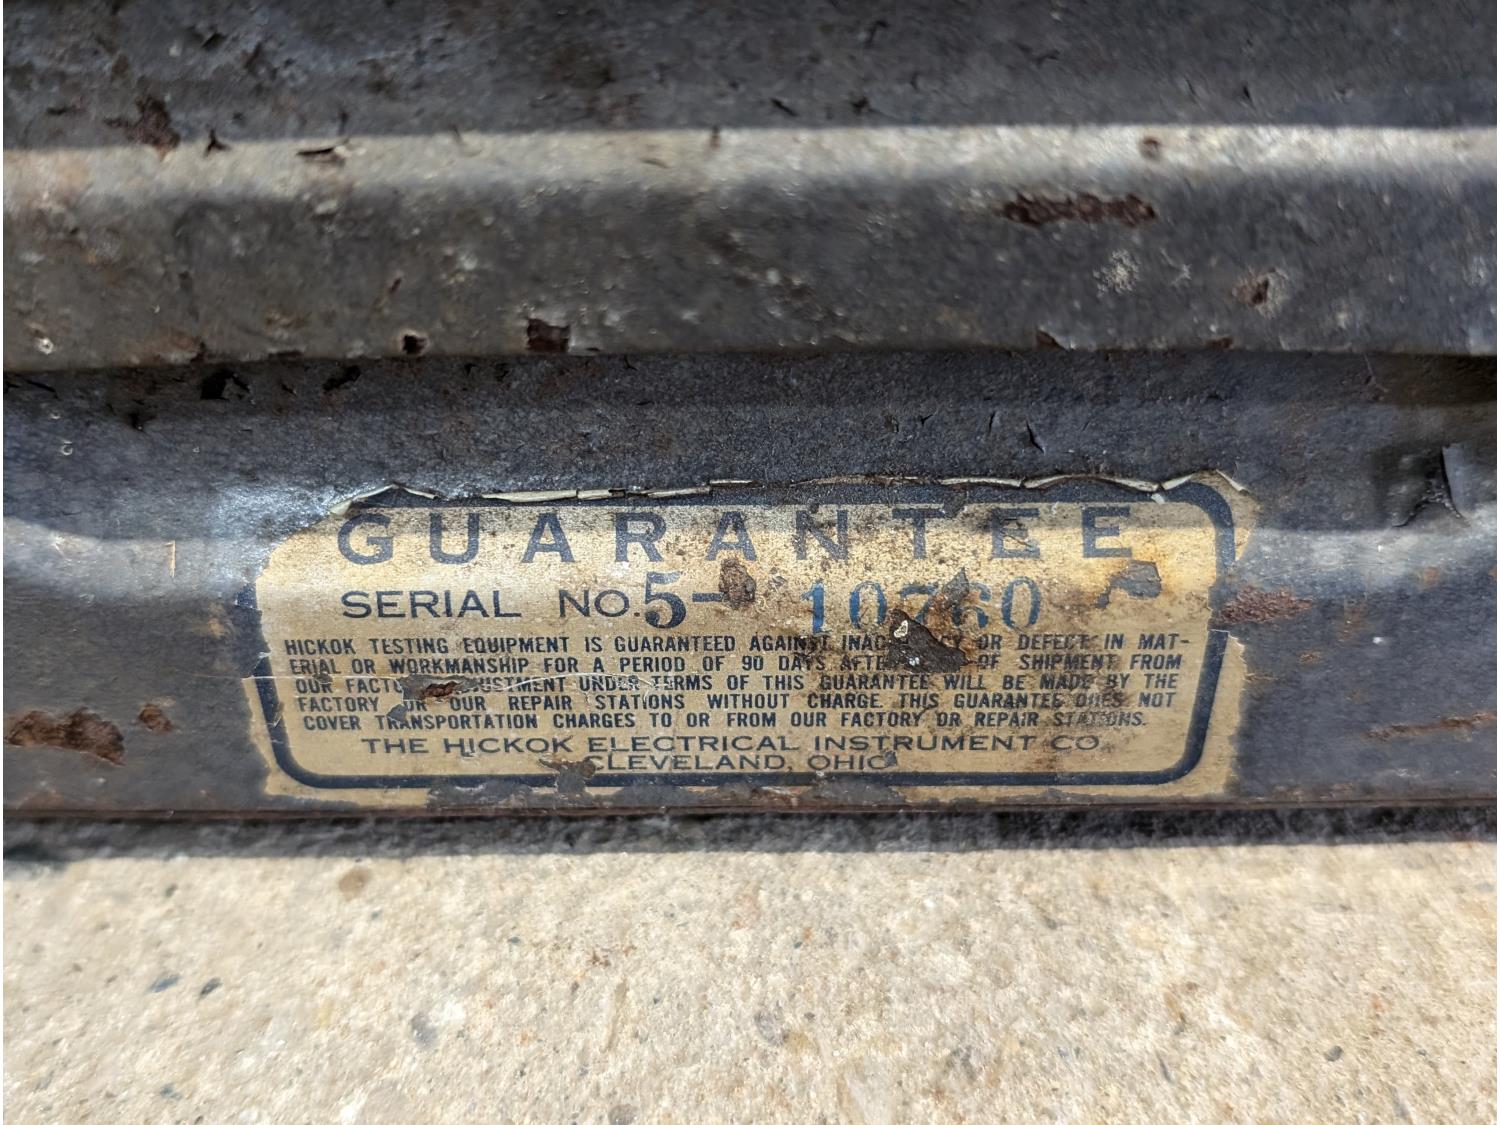 GUARANTEE
SERIAL NO. 5- 10760
HICKOK TESTING EQUIPMENT IS GUARANTEED AGAINST OR DEFECT IN MAT-
ERIAL OR WORKMANSHIP FOR A PERIOD OF 90 DAYS AFTER OF SHIPMENT FROM
OUR UNDER TERMS OF THIS GUARANTEE WILL BE MADE BY THE
FACTORY OR OUR REPAIR STATIONS WITHOUT CHARGE. THIS GUARANTEE DOES NOT
COVER TRANSPORTATION CHARGES TO OR FROM OUR FACTORY OR REPAIR STATIONS.
THE HICKOK ELECTRICAL INSTRUMENT CO.
CLEVELAND, OHIO